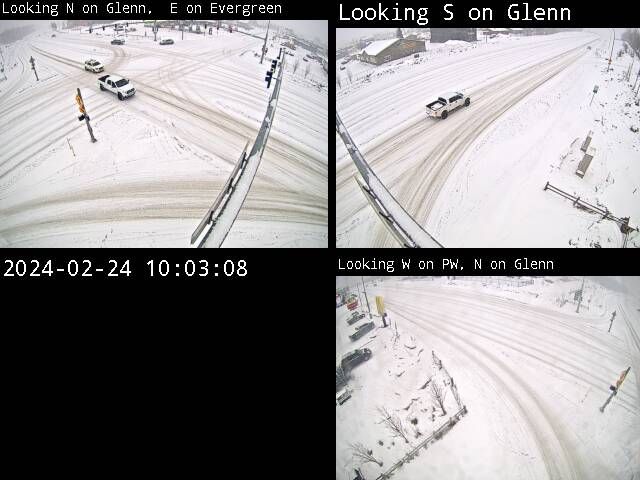 Looking N on Glenn,  E on Evergreen
Looking S on Glenn
2024-02-24 10:03:08
Looking W on PW, N on Glenn